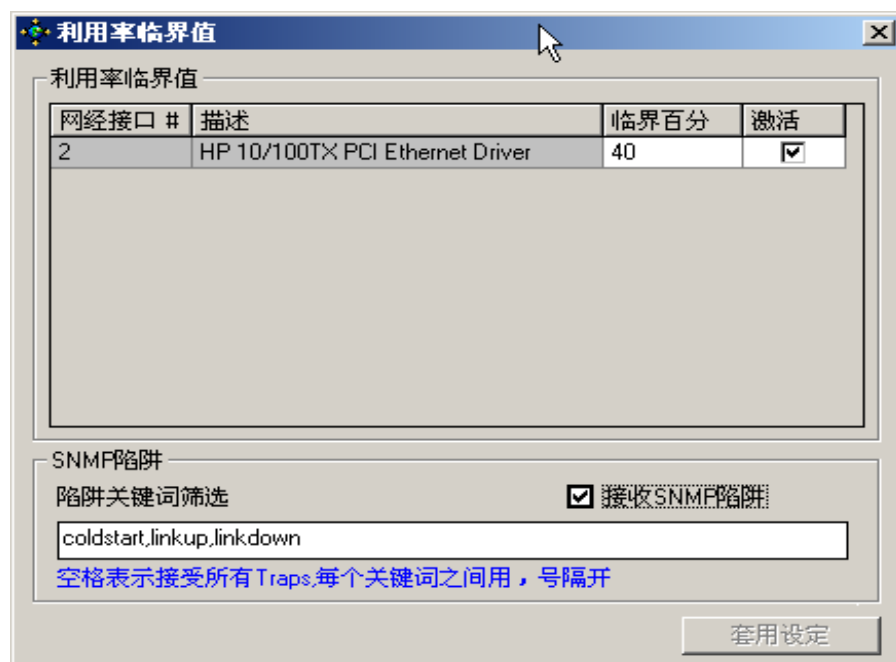 利用率临界值
利用率临界值
网经接口 # 描述 临界百分 激活
2 HP 10/100TX PCI Ethernet Driver 40
SNMP陷阱
陷阱关键词筛选 接收SNMP陷阱
coldstart,linkup,linkdown
空格表示接受所有Traps,每个关键词之间用，号隔开
套用设定